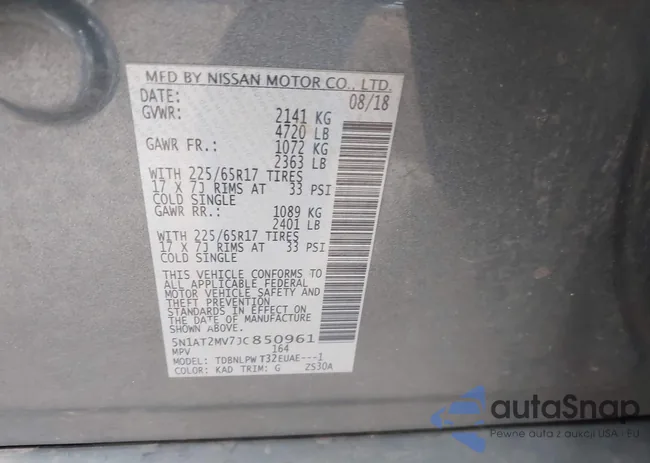 MFD BY NISSAN MOTOR CO., LTD.
DATE: 08/18
GVWR: 2141 KG
4720 LB
GAWR FR.: 1072 KG
2363 LB
WITH 225/65R17 TIRES
17 X 7J RIMS AT 33 PSI
COLD SINGLE
GAWR RR.: 1089 KG
2401 LB
WITH 225/65R17 TIRES
17 X 7J RIMS AT 33 PSI
COLD SINGLE
THIS VEHICLE CONFORMS TO
ALL APPLICABLE FEDERAL
MOTOR VEHICLE SAFETY AND
THEFT PREVENTION
STANDARDS IN EFFECT ON
THE DATE OF MANUFACTURE
SHOWN ABOVE.
5N1AT2MV7JC850961
MPV 164
MODEL: TDBNLPW T32EUAE---1
COLOR: KAD TRIM: G ZS30A
autaSnap
Pewne auta z aukcji USA - EU